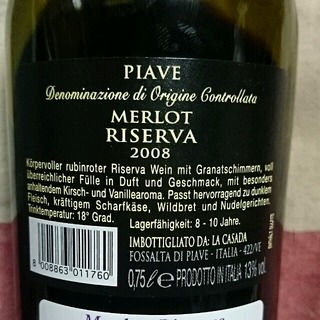 PIAVE
Denominazione di Origine Controllata
MERLOT
RISERVA
2008
Körpervoller rubinroter Riserva Wein mit Granatschimmern, voll
überreichlicher Fülle in Duft und Geschmack, mit besonders
anhaltendem Kirsch- und Vanillearoma. Passt hervorragend zu dunklem
Fleisch, kräftigem Scharfkäse, Wildbret und Nudelgerichten.
Trinktemperatur: 18° Grad.
Lagerfähigkeit: 8 - 10 Jahre.
IMBOTTIGLIATO DA: LA CASADA
FOSSALTA DI PIAVE - ITALIA - 422/VE
0,75 l e PRODOTTO IN ITALIA 13% vol.
8 008863 011760